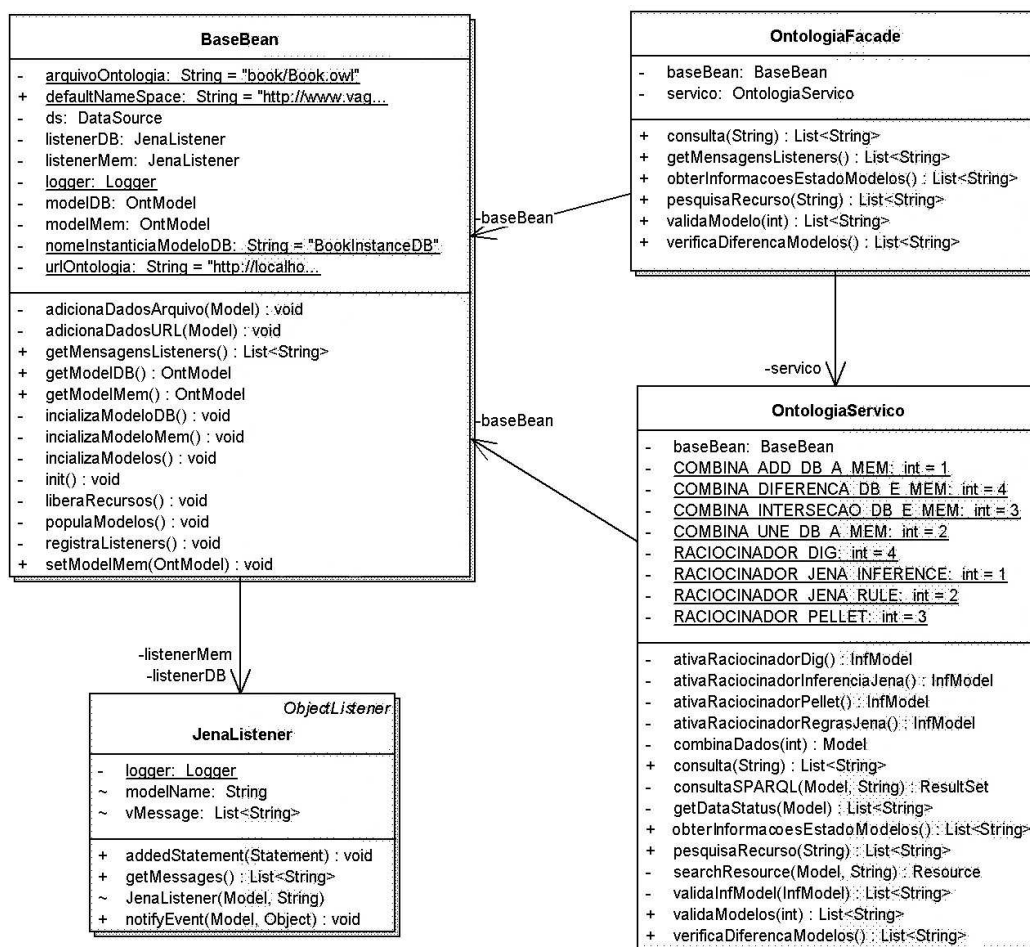 BaseBean
- arquivoOntologia: String = "book/Book.owl"
+ defaultNameSpace: String = "http://www.vag...
- ds: DataSource
- listenerDB: JenaListener
- listenerMem: JenaListener
- logger: Logger
- modelDB: OntModel
- modelMem: OntModel
- nomeInstanticiaModeloDB: String = "BookInstanceDB"
- urlOntologia: String = "http://localho...
- adicionaDadosArquivo(Model) : void
- adicionaDadosURL(Model) : void
+ getMensagensListeners() : List<String>
+ getModelDB() : OntModel
+ getModelMem() : OntModel
- incializaModeloDB() : void
- incializaModeloMem() : void
- incializaModelos() : void
- init() : void
- liberaRecursos() : void
- populaModelos() : void
- registraListeners() : void
+ setModelMem(OntModel) : void
OntologiaFacade
- baseBean: BaseBean
- servico: OntologiaServico
+ consulta(String) : List<String>
+ getMensagensListeners() : List<String>
+ obterInformacoesEstadoModelos() : List<String>
+ pesquisaRecurso(String) : List<String>
+ validaModelo(int) : List<String>
+ verificaDiferencaModelos() : List<String>
-baseBean
-servico
-baseBean
OntologiaServico
- baseBean: BaseBean
- COMBINA_ADD_DB_A_MEM: int = 1
- COMBINA_DIFERENCA_DB_E_MEM: int = 4
- COMBINA_INTERSECAO_DB_E_MEM: int = 3
- COMBINA_UNE_DB_A_MEM: int = 2
- RACIOCINADOR_DIG: int = 4
- RACIOCINADOR_JENA_INFERENCE: int = 1
- RACIOCINADOR_JENA_RULE: int = 2
- RACIOCINADOR_PELLET: int = 3
- ativaRaciocinadorDig() : InfModel
- ativaRaciocinadorInferenciaJena() : InfModel
- ativaRaciocinadorPellet() : InfModel
- ativaRaciocinadorRegrasJena() : InfModel
- combinaDados(int) : Model
+ consulta(String) : List<String>
- consultaSPARQL(Model, String) : ResultSet
- getDataStatus(Model) : List<String>
+ obterInformacoesEstadoModelos() : List<String>
+ pesquisaRecurso(String) : List<String>
- searchResource(Model, String) : Resource
- validaInfModel(InfModel) : List<String>
+ validaModelos(int) : List<String>
+ verificaDiferencaModelos() : List<String>
-listenerMem
-listenerDB
ObjectListener
JenaListener
- logger: Logger
~ modelName: String
~ vMessage: List<String>
+ addedStatement(Statement) : void
+ getMessages() : List<String>
~ JenaListener(Model, String)
+ notifyEvent(Model, Object) : void